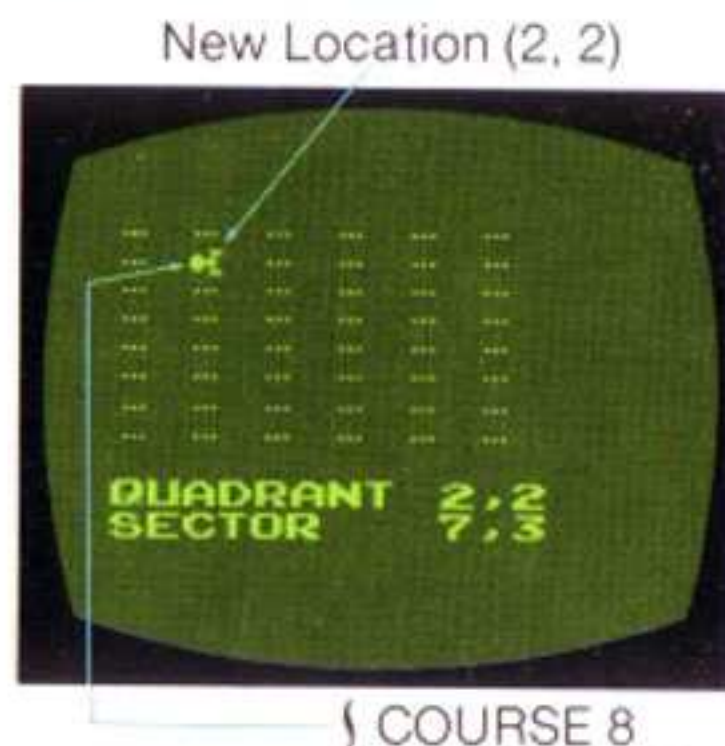 New Location (2, 2)
QUADRANT 2,2
SECTOR 7,3
COURSE 8